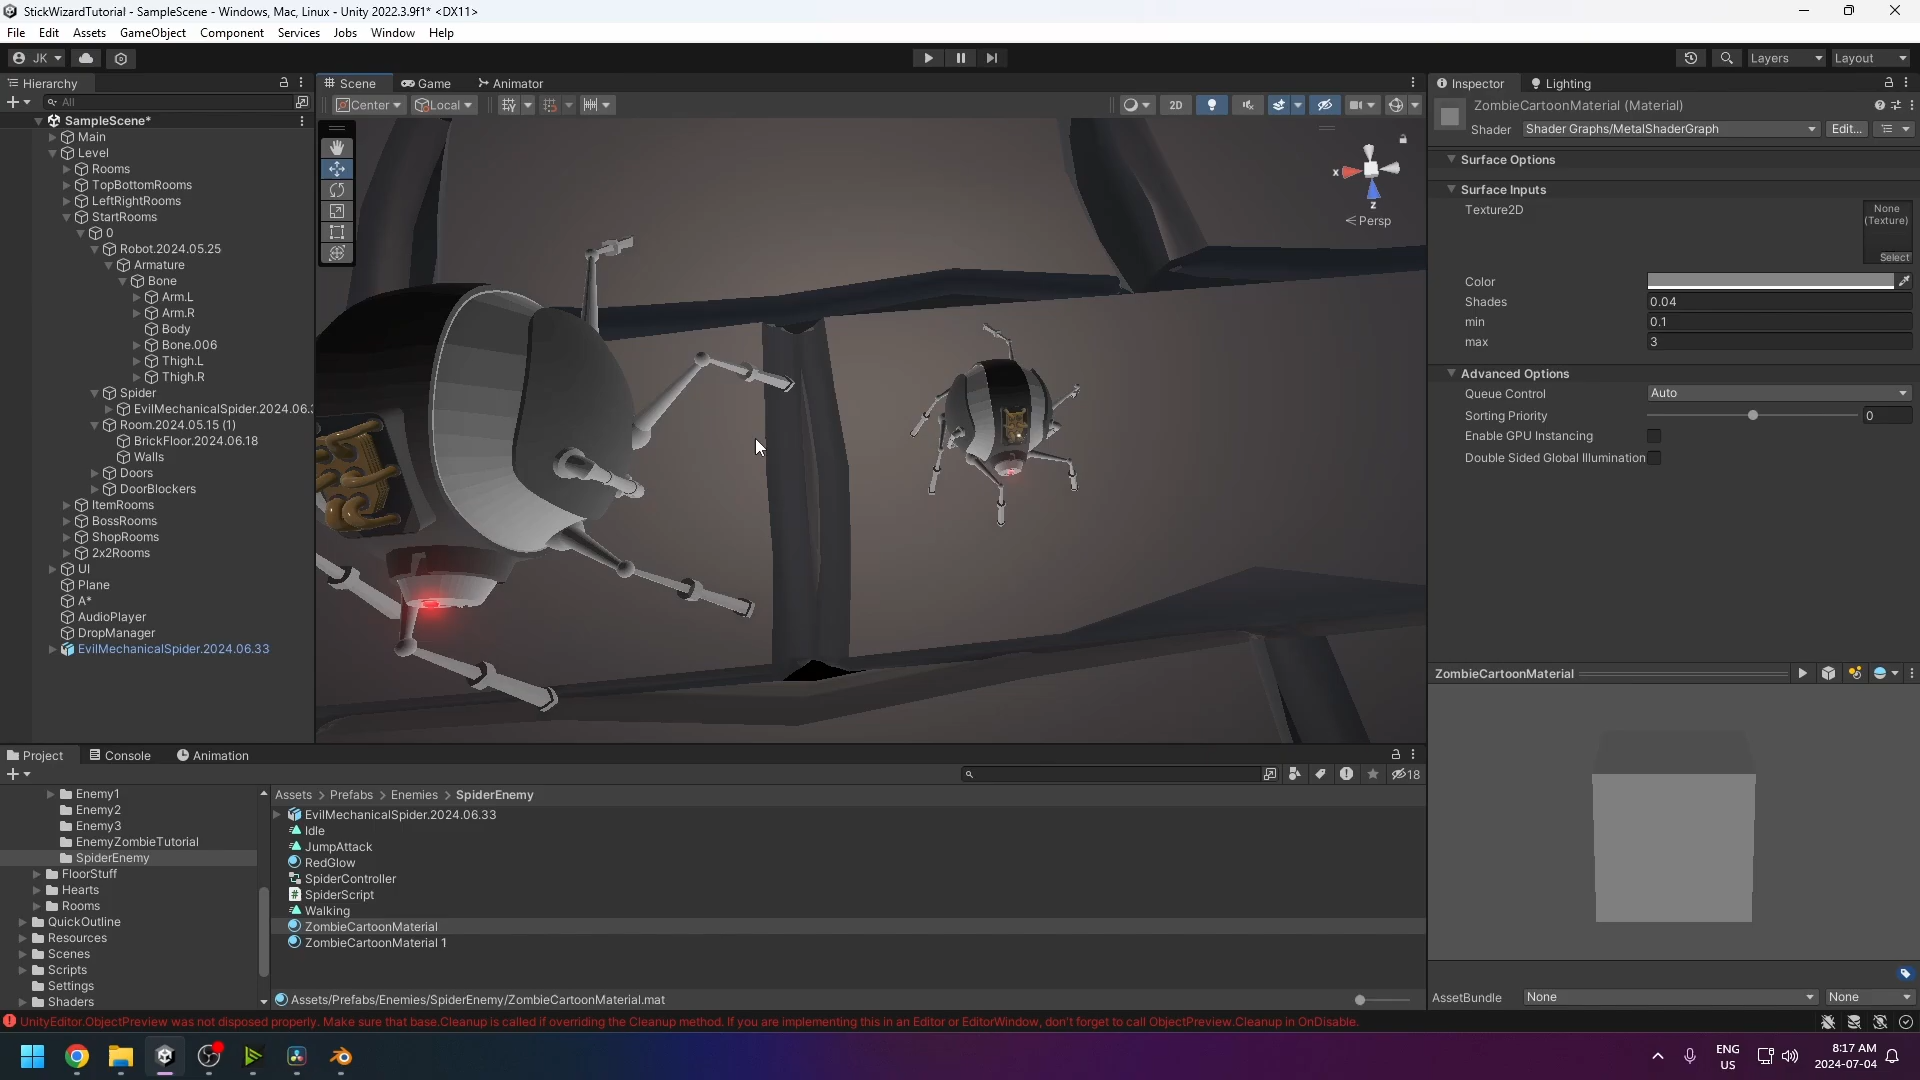 StickWizardTutorial - SampleScene - Windows, Mac, Linux - Unity 2022.3.9f1* <DX11>
File Edit Assets GameObject Component Services Jobs Window Help
JK
Layers Layout
Hierarchy
Scene Game Animator
Inspector Lighting
All
Center Local
2D
SampleScene*
Main
Level
Rooms
TopBottomRooms
LeftRightRooms
StartRooms
0
Robot.2024.05.25
Armature
Bone
Arm.L
Arm.R
Body
Bone.006
Thigh.L
Thigh.R
Spider
EvilMechanicalSpider.2024.06.
Room.2024.05.15 (1)
BrickFloor.2024.06.18
Walls
Doors
DoorBlockers
ItemRooms
BossRooms
ShopRooms
2x2Rooms
UI
Plane
A*
AudioPlayer
DropManager
EvilMechanicalSpider.2024.06.33
x
z
< Persp
ZombieCartoonMaterial (Material)
Shader Shader Graphs/MetalShaderGraph Edit...
Surface Options
Surface Inputs
Texture2D
None
(Texture)
Select
Color
Shades 0.04
min 0.1
max 3
Advanced Options
Queue Control Auto
Sorting Priority 0
Enable GPU Instancing
Double Sided Global Illumination
ZombieCartoonMaterial
AssetBundle None None
Project Console Animation
18
Enemy1
Enemy2
Enemy3
EnemyZombieTutorial
SpiderEnemy
FloorStuff
Hearts
Rooms
QuickOutline
Resources
Scenes
Scripts
Settings
Shaders
Assets > Prefabs > Enemies > SpiderEnemy
EvilMechanicalSpider.2024.06.33
Idle
JumpAttack
RedGlow
SpiderController
SpiderScript
Walking
ZombieCartoonMaterial
ZombieCartoonMaterial 1
Assets/Prefabs/Enemies/SpiderEnemy/ZombieCartoonMaterial.mat
UnityEditor.ObjectPreview was not disposed properly. Make sure that base.Cleanup is called if overriding the Cleanup method. If you are implementing this in an Editor or EditorWindow, don't forget to call ObjectPreview.Cleanup in OnDisable.
ENG
US
8:17 AM
2024-07-04